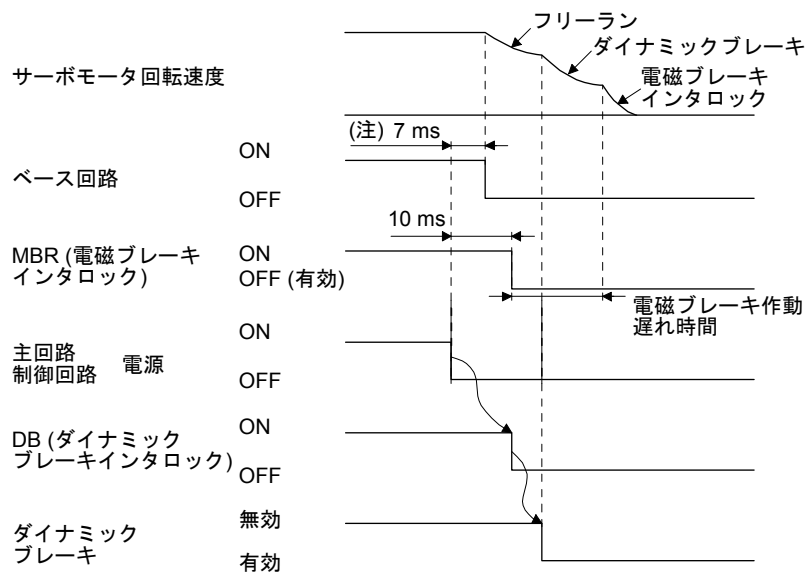 フリーラン
ダイナミックブレーキ
電磁ブレーキ
インタロック
サーボモータ回転速度
(注) 7 ms
ON
ベース回路
OFF
10 ms
MBR (電磁ブレーキ
インタロック)
ON
OFF (有効)
電磁ブレーキ作動
遅れ時間
ON
主回路
制御回路
電源
OFF
ON
DB (ダイナミック
ブレーキインタロック)
OFF
無効
ダイナミック
ブレーキ
有効